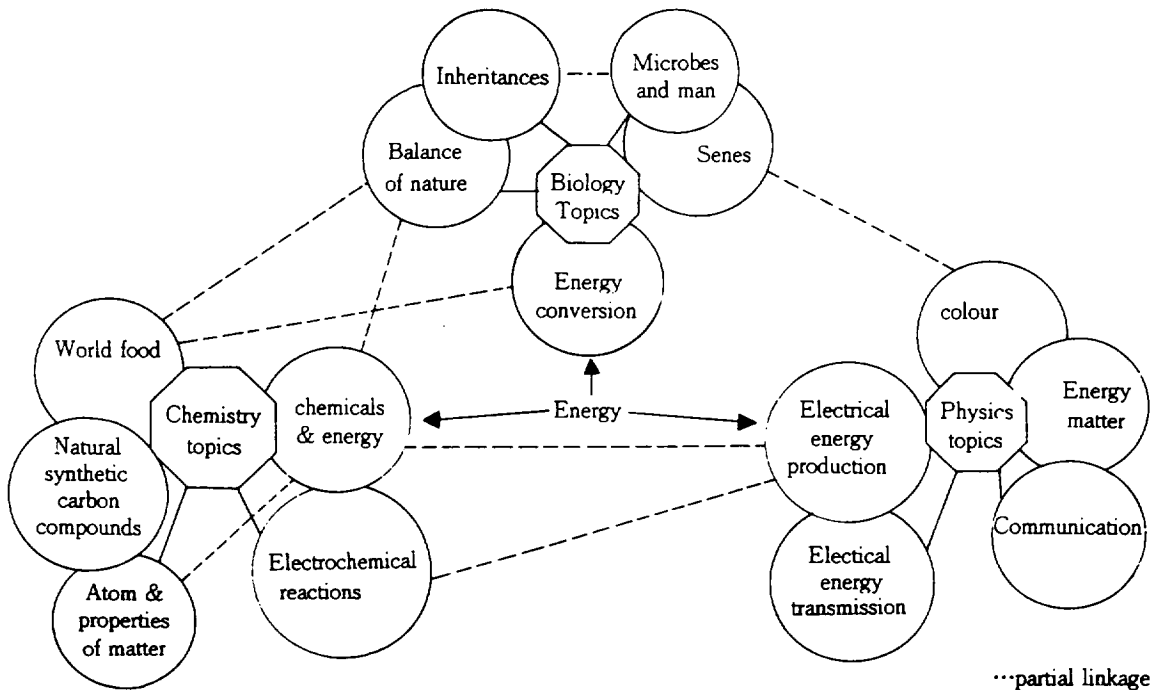 Inheritances
Microbes
and man
Balance
of nature
Biology
Topics
Senes
Energy
conversion
World food
Chemistry
topics
chemicals
& energy
Natural
synthetic
carbon
compounds
Atom &
properties
of matter
Electrochemical
reactions
Energy
colour
Electrical
energy
production
Physics
topics
Energy
matter
Communication
Electical
energy
transmission
···partial linkage